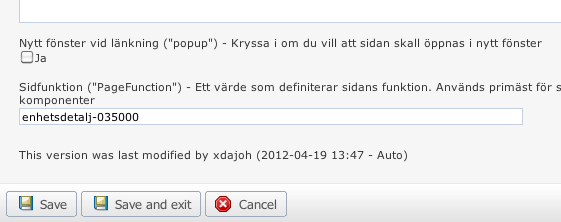 Nytt fönster vid länkning ("popup") - Kryssa i om du vill att sidan skall öppnas i nytt fönster
Ja
Sidfunktion ("PageFunction") - Ett värde som definiterar sidans funktion. Används primäst för s
komponenter
enhetsdetalj-035000
This version was last modified by xdajoh (2012-04-19 13:47 - Auto)
Save Save and exit Cancel